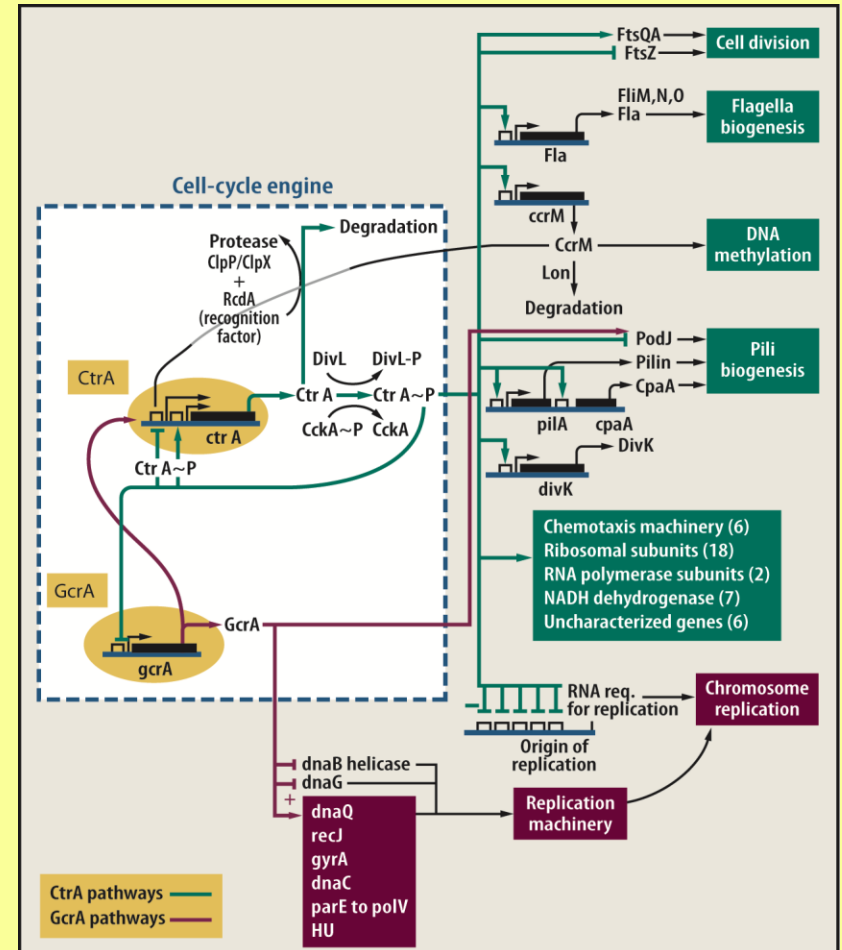 FtsQA
FtsZ
Cell division
FliM,N,O
Fla
Flagella
biogenesis
Fla
Cell-cycle engine
ccrM
Degradation
Protease
ClpP/ClpX
+
RcdA
(recognition
factor)
CcrM
DNA
methylation
Lon
Degradation
PodJ
Pilin
CpaA
Pili
biogenesis
DivL
DivL-P
CtrA
Ctr A
Ctr A~P
ctr A
CckA~P
CckA
pilA
cpaA
Ctr A~P
DivK
divK
Chemotaxis machinery (6)
Ribosomal subunits (18)
RNA polymerase subunits (2)
NADH dehydrogenase (7)
Uncharacterized genes (6)
GcrA
GcrA
gcrA
RNA req.
for replication
Chromosome
replication
Origin of
replication
dnaB helicase
dnaG
+
dnaQ
recJ
gyrA
dnaC
parE to polV
HU
Replication
machinery
CtrA pathways
GcrA pathways